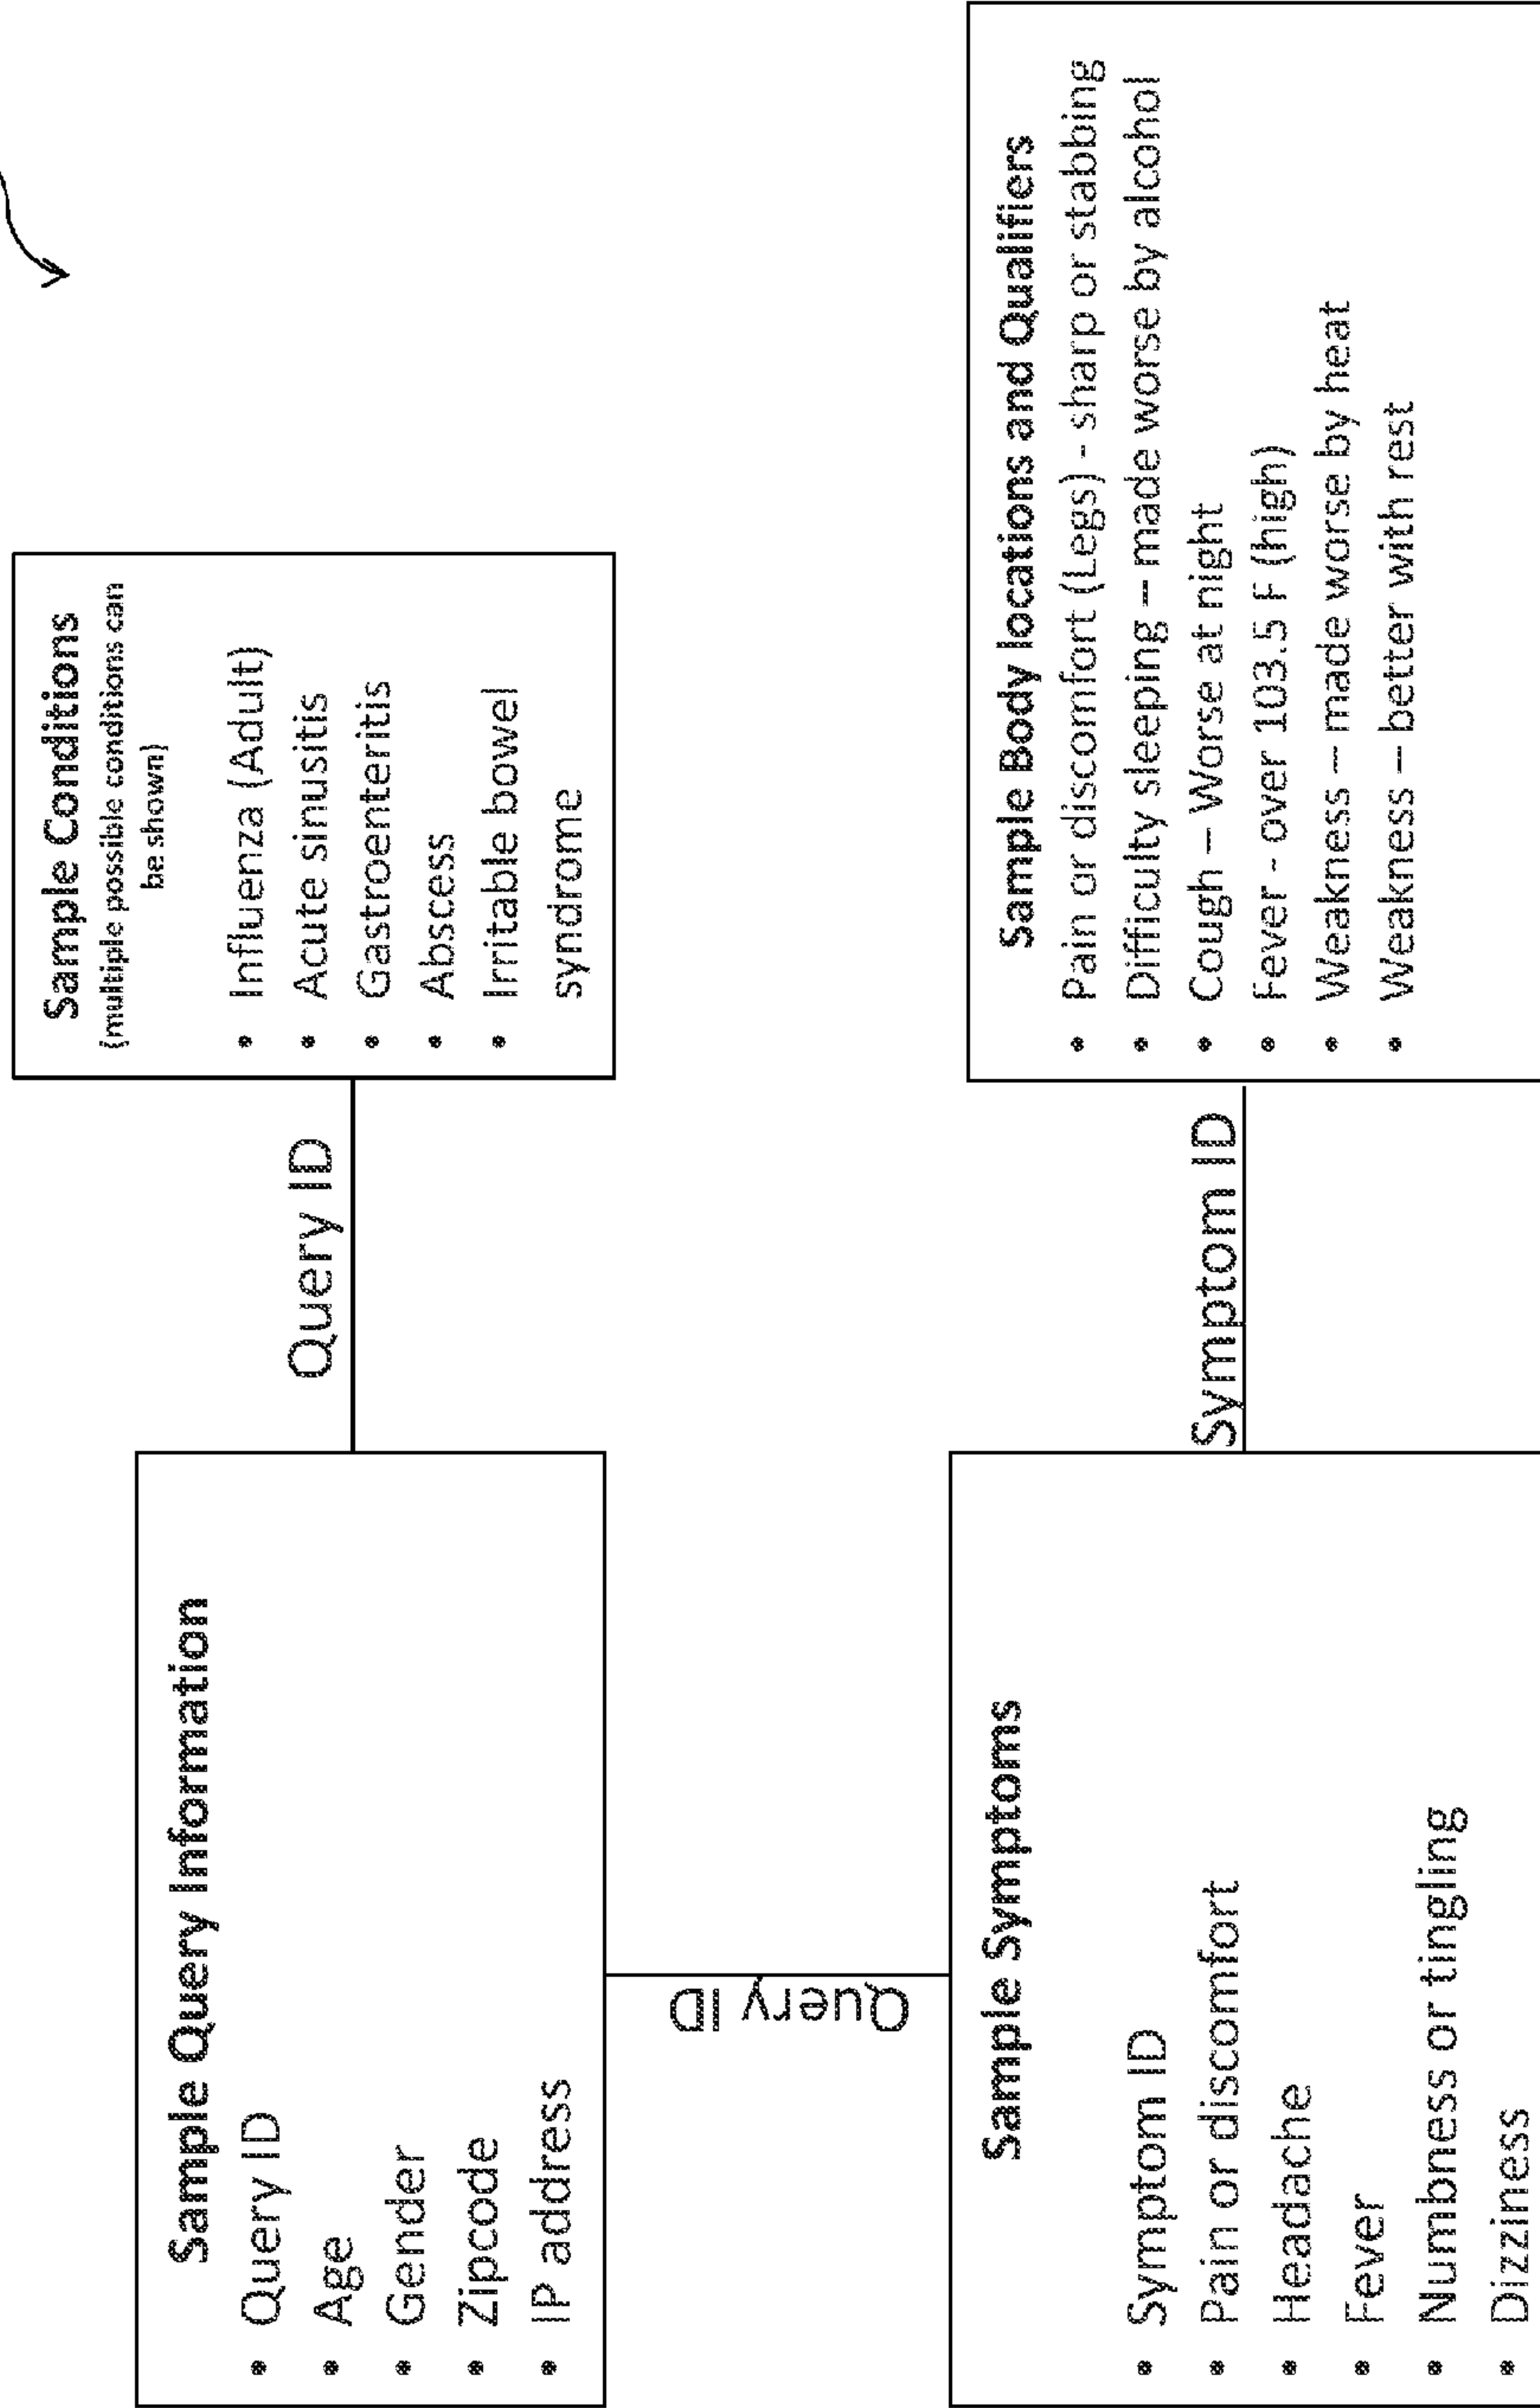 Sample Query Information
• Query ID
• Age
• Gender
• Zipcode
• IP address
Query ID
Sample Conditions
(multiple possible conditions can
be shown)
• Influenza (Adult)
• Acute sinusitis
• Gastroenteritis
• Abscess
• Irritable bowel
syndrome
Query ID
Sample Symptoms
• Symptom ID
• Pain or discomfort
• Headache
• Fever
• Numbness or tingling
• Dizziness
Symptom ID
Sample Body locations and Qualifiers
• Pain or discomfort (Legs) - sharp or stabbing
• Difficulty sleeping – made worse by alcohol
• Cough – Worse at night
• Fever - over 103.5 F (high)
• Weakness – made worse by heat
• Weakness – better with rest